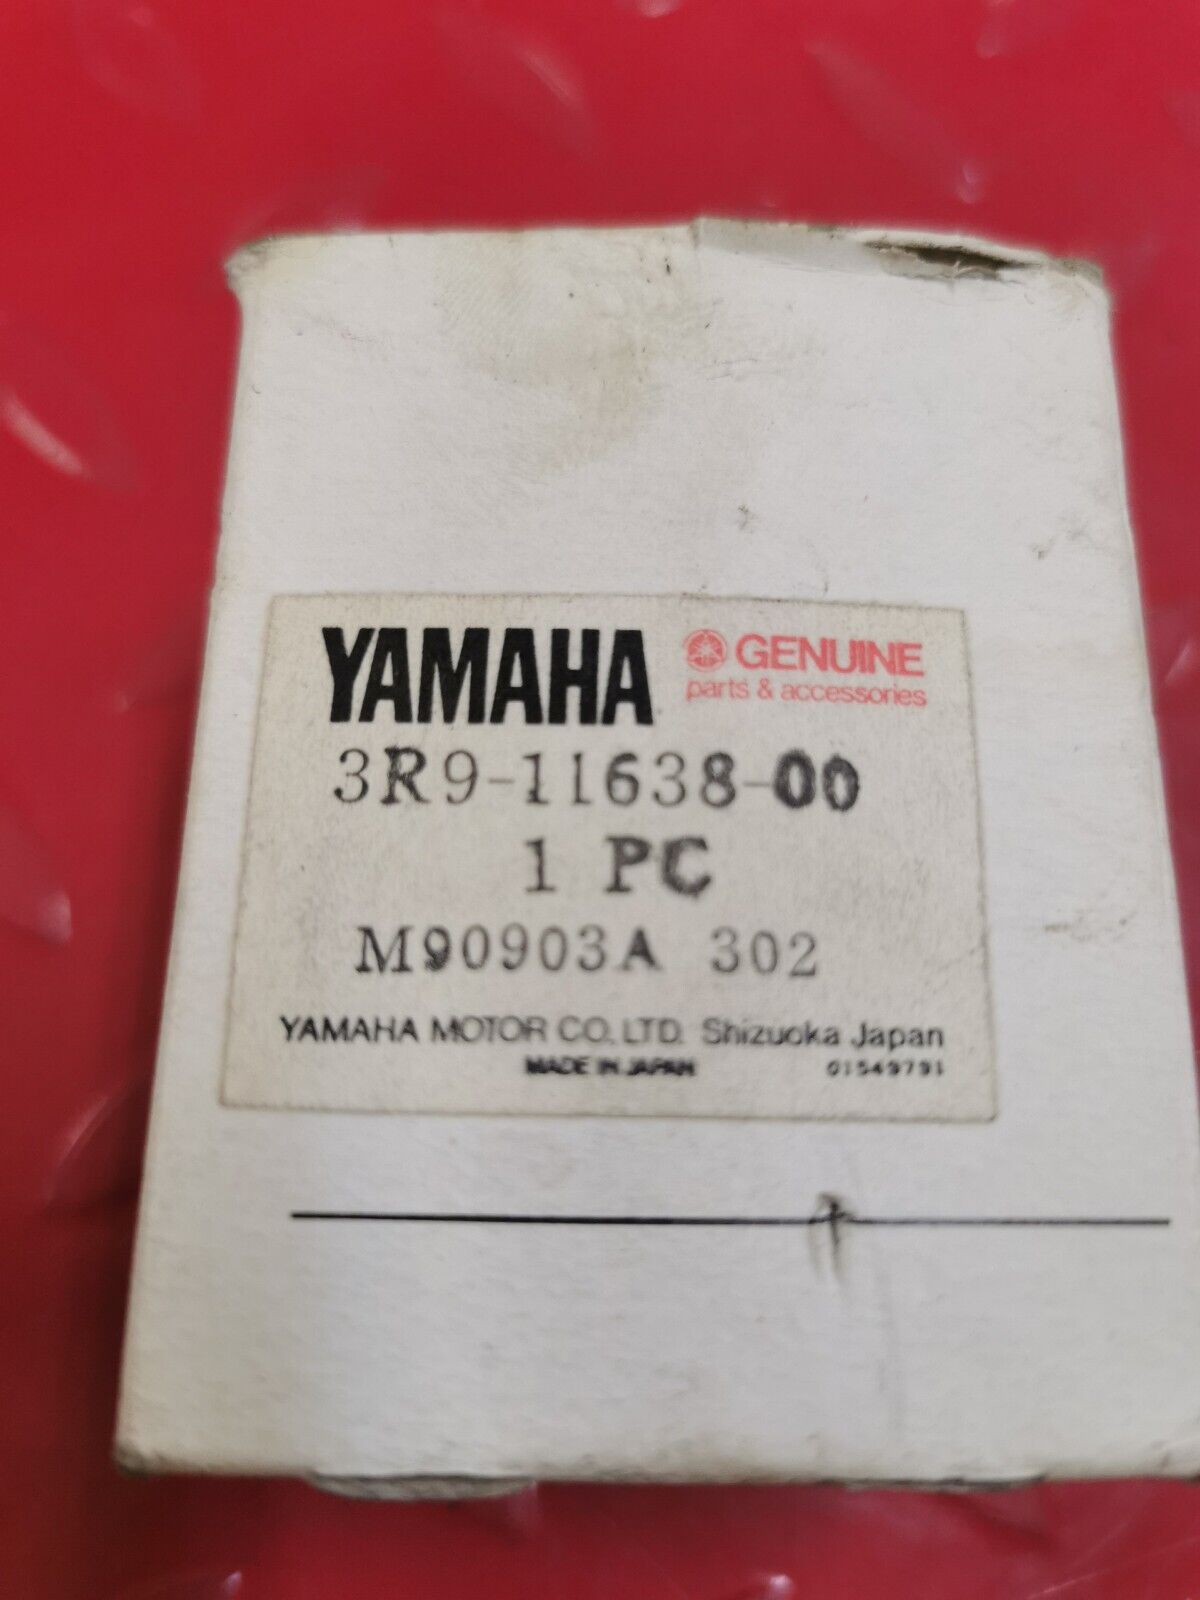 YAMAHA GENUINE
parts & accessories
3R9-11638-00
1 PC
M90903A 302
YAMAHA MOTOR CO., LTD. Shizuoka Japan
MADE IN JAPAN 01549791